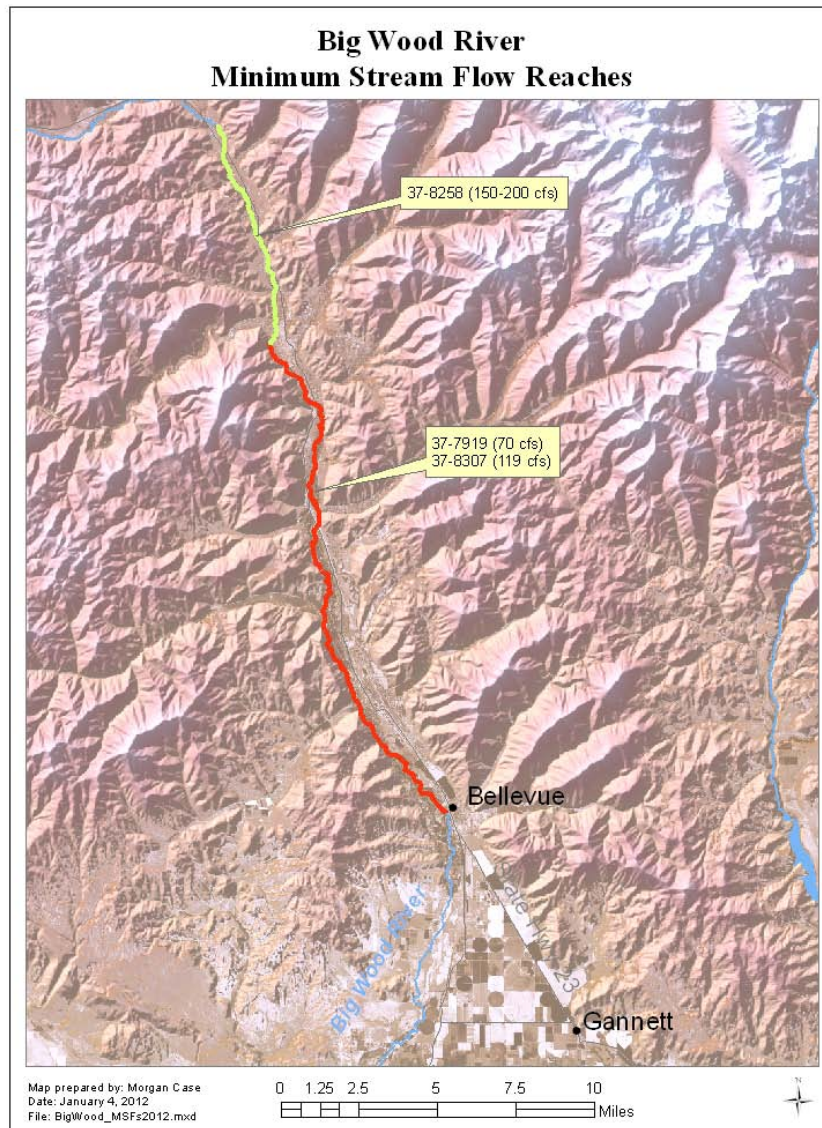 Big Wood River
Minimum Stream Flow Reaches
37-8258 (150-200 cfs)
37-7919 (70 cfs)
37-8307 (119 cfs)
Bellevue
State Hwy 23
Big Wood River
Gannett
Map prepared by: Morgan Case
Date: January 4, 2012
File: BigWood_MSFs2012.mxd
0 1.25 2.5 5 7.5 10
Miles
N